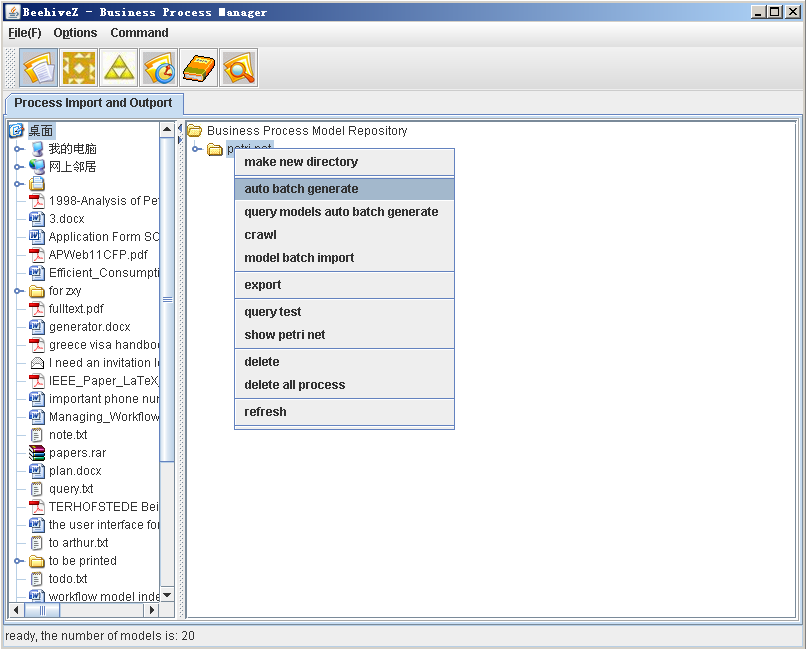 BeehiveZ - Business Process Manager
File(F) Options Command
Process Import and Outport
桌面
我的电脑
网上邻居
1998-Analysis of Pe
3.docx
Application Form SC
APWeb11CFP.pdf
Efficient_Consumpti
for zxy
fulltext.pdf
generator.docx
greece visa handbo
I need an invitation l
IEEE_Paper_LaTeX
important phone nu
Managing_Workflow
note.txt
papers.rar
plan.docx
query.txt
TERHOFSTEDE Bei
the user interface for
to arthur.txt
to be printed
todo.txt
workflow model inde
Business Process Model Repository
petri net
make new directory
auto batch generate
query models auto batch generate
crawl
model batch import
export
query test
show petri net
delete
delete all process
refresh
ready, the number of models is: 20